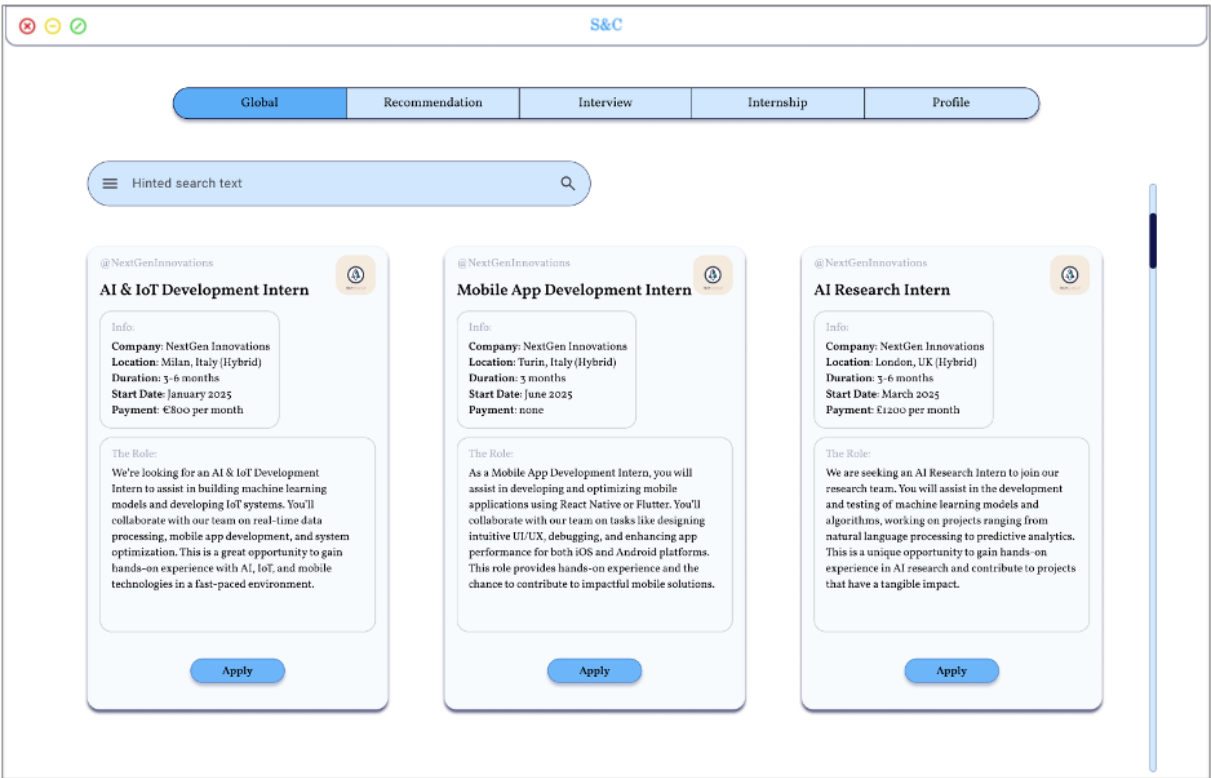 S&C
Global
Recommendation
Interview
Internship
Profile
Hinted search text
@NextGenInnovations
AI & IoT Development Intern
Info:
Company: NextGen Innovations
Location: Milan, Italy (Hybrid)
Duration: 3-6 months
Start Date: January 2025
Payment: €800 per month
The Role:
We're looking for an AI & IoT Development
Intern to assist in building machine learning
models and developing IoT systems. You'll
collaborate with our team on real-time data
processing, mobile app development, and system
optimization. This is a great opportunity to gain
hands-on experience with AI, IoT, and mobile
technologies in a fast-paced environment.
Apply
@NextGenInnovations
Mobile App Development Intern
Info:
Company: NextGen Innovations
Location: Turin, Italy (Hybrid)
Duration: 3 months
Start Date: June 2025
Payment: none
The Role:
As a Mobile App Development Intern, you will
assist in developing and optimizing mobile
applications using React Native or Flutter. You'll
collaborate with our team on tasks like designing
intuitive UI/UX, debugging, and enhancing app
performance for both iOS and Android platforms.
This role provides hands-on experience and the
chance to contribute to impactful mobile solutions.
Apply
@NextGenInnovations
AI Research Intern
Info:
Company: NextGen Innovations
Location: London, UK (Hybrid)
Duration: 3-6 months
Start Date: March 2025
Payment: £1200 per month
The Role:
We are seeking an AI Research Intern to join our
research team. You will assist in the development
and testing of machine learning models and
algorithms, working on projects ranging from
natural language processing to predictive analytics.
This is a unique opportunity to gain hands-on
experience in AI research and contribute to projects
that have a tangible impact.
Apply